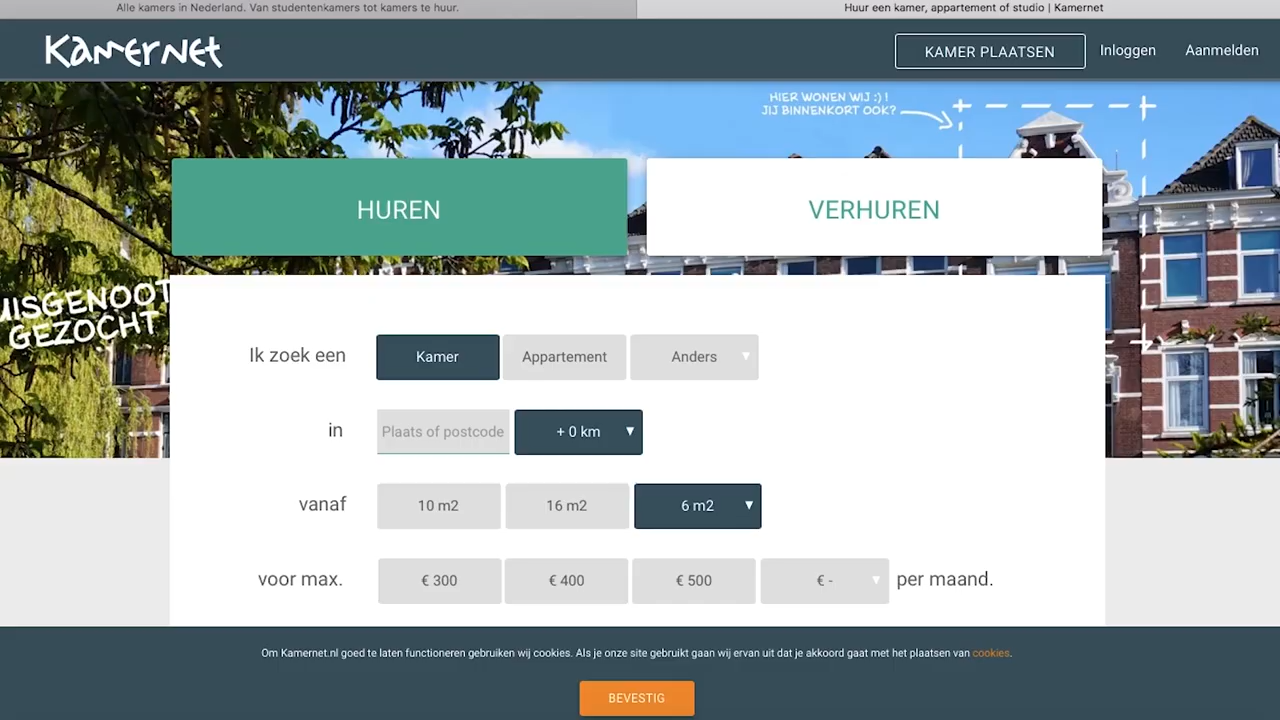 Alle kamers in Nederland. Van studentenkamers tot kamers te huur.
Huur een kamer, appartement of studio | Kamernet
Kamernet
KAMER PLAATSEN
Inloggen
Aanmelden
HIER WONEN WIJ :) !
JIJ BINNENKORT OOK?
HUREN
VERHUREN
UISGENOOT
GEZOCHT
Ik zoek een
Kamer
Appartement
Anders
in
Plaats of postcode
+ 0 km
vanaf
10 m2
16 m2
6 m2
voor max.
€ 300
€ 400
€ 500
€ -
per maand.
Om Kamernet.nl goed te laten functioneren gebruiken wij cookies. Als je onze site gebruikt gaan wij ervan uit dat je akkoord gaat met het plaatsen van cookies.
BEVESTIG